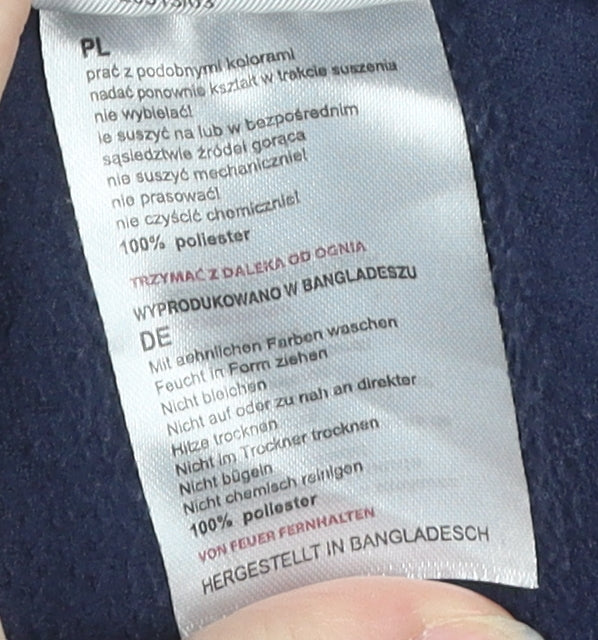 PL
prać z podobnymi kolorami
nadać ponownie kształt w trakcie suszenia
nie wybielać!
ie suszyć na lub w bezpośrednim
sąsiedztwie źródeł gorąca
nie suszyć mechanicznie!
nie prasować!
nie czyścić chemicznie!
100% poliester
TRZYMAĆ Z DALEKA OD OGNIA
WYPRODUKOWANO W BANGLADESZU
DE
Mit aehnlichen Farben waschen
Feucht in Form ziehen
Nicht bleichen
Nicht auf oder zu nah an direkter
Hitze trocknen
Nicht im Trockner trocknen
Nicht bügeln
Nicht chemisch reinigen
100% poliester
VON FEUER FERNHALTEN
HERGESTELLT IN BANGLADESCH